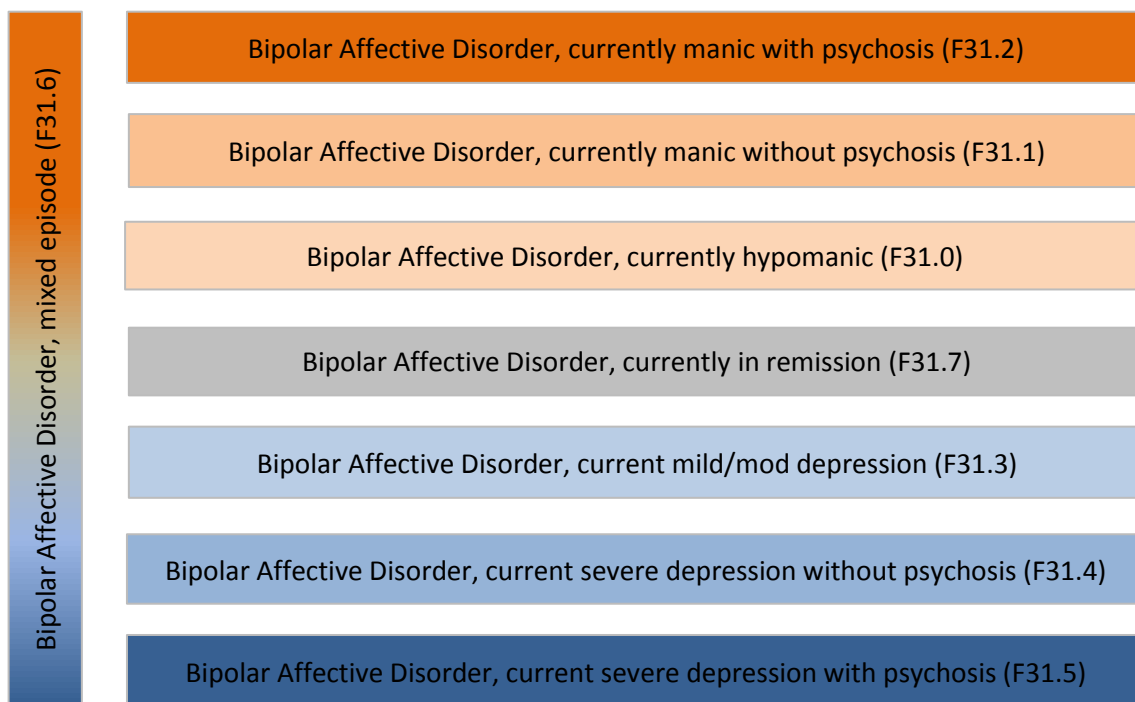 Bipolar Affective Disorder, mixed episode (F31.6)
Bipolar Affective Disorder, currently manic with psychosis (F31.2)
Bipolar Affective Disorder, currently manic without psychosis (F31.1)
Bipolar Affective Disorder, currently hypomanic (F31.0)
Bipolar Affective Disorder, currently in remission (F31.7)
Bipolar Affective Disorder, current mild/mod depression (F31.3)
Bipolar Affective Disorder, current severe depression without psychosis (F31.4)
Bipolar Affective Disorder, current severe depression with psychosis (F31.5)